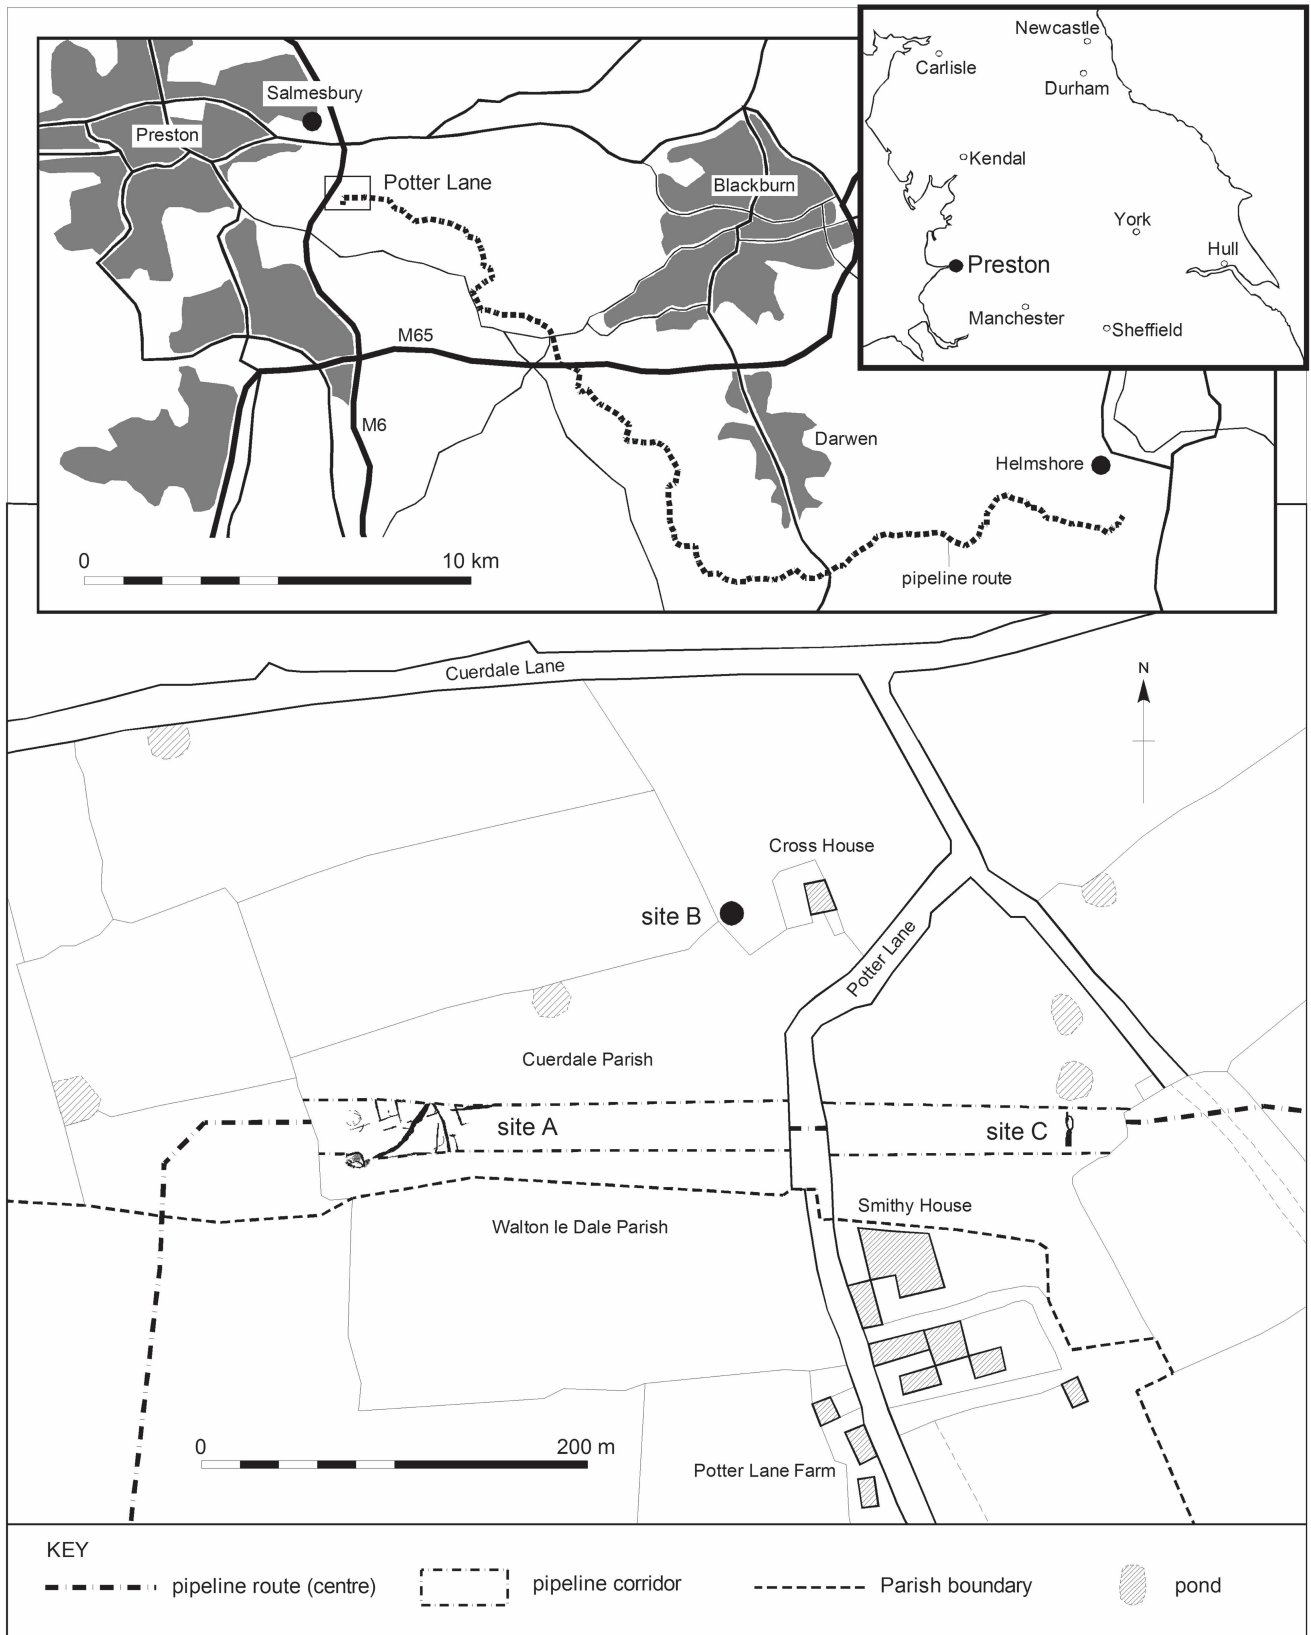 Newcastle
Carlisle
Durham
Kendal
York
Hull
Preston
Manchester
Sheffield
Salmesbury
Preston
Potter Lane
Blackburn
M65
M6
Darwen
Helmshore
0 10 km
pipeline route
Cuerdale Lane
N
Cross House
site B
Potter Lane
Cuerdale Parish
site A
site C
Smithy House
Walton le Dale Parish
0 200 m
Potter Lane Farm
KEY
pipeline route (centre)
pipeline corridor
Parish boundary
pond